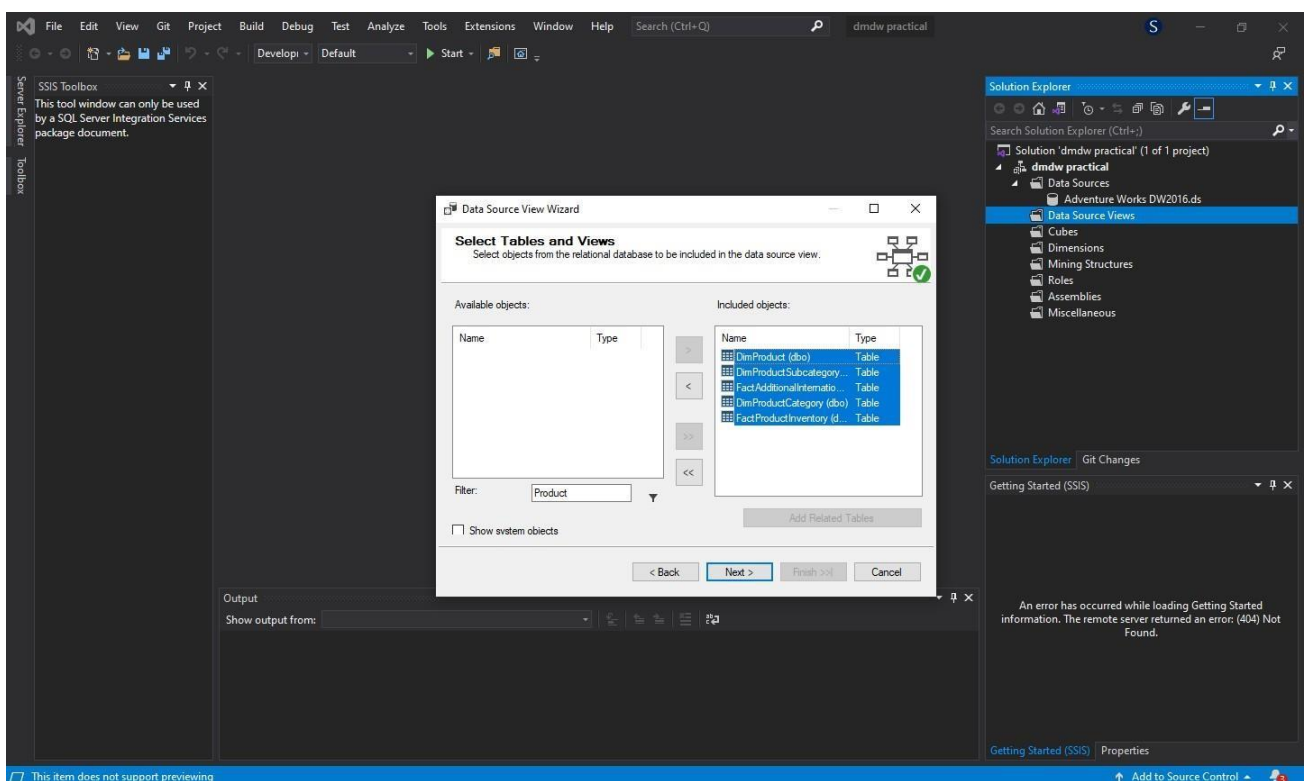 File Edit View Git Project Build Debug Test Analyze Tools Extensions Window Help Search (Ctrl+Q) dmdw practical S
Developı Default Start
Server Explorer
Toolbox
SSIS Toolbox
This tool window can only be used
by a SQL Server Integration Services
package document.
Data Source View Wizard
Select Tables and Views
Select objects from the relational database to be included in the data source view.
Available objects:
Name Type
Filter: Product
Show system objects
> 
<
>>
<<
Included objects:
Name Type
DimProduct (dbo) Table
DimProductSubcategory... Table
FactAdditionalInternatio... Table
DimProductCategory (dbo) Table
FactProductInventory (d... Table
Add Related Tables
< Back Next > Finish >>| Cancel
Output
Show output from:
Solution Explorer
Search Solution Explorer (Ctrl+;)
Solution 'dmdw practical' (1 of 1 project)
dmdw practical
Data Sources
Adventure Works DW2016.ds
Data Source Views
Cubes
Dimensions
Mining Structures
Roles
Assemblies
Miscellaneous
Solution Explorer Git Changes
Getting Started (SSIS)
An error has occurred while loading Getting Started
information. The remote server returned an error: (404) Not
Found.
Getting Started (SSIS) Properties
This item does not support previewing
Add to Source Control